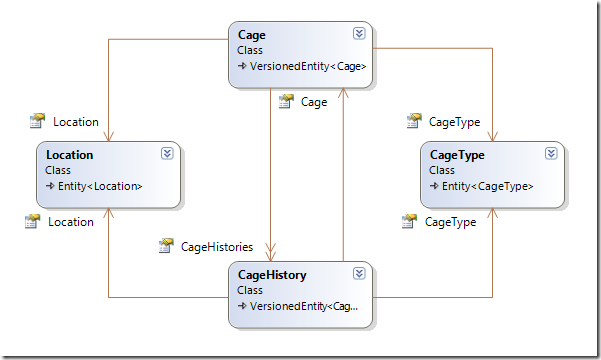 Cage
Class
VersionedEntity<Cage>
Cage
Location
CageType
Location
Class
Entity<Location>
CageType
Class
Entity<CageType>
Location
CageType
CageHistories
CageHistory
Class
VersionedEntity<Cag...